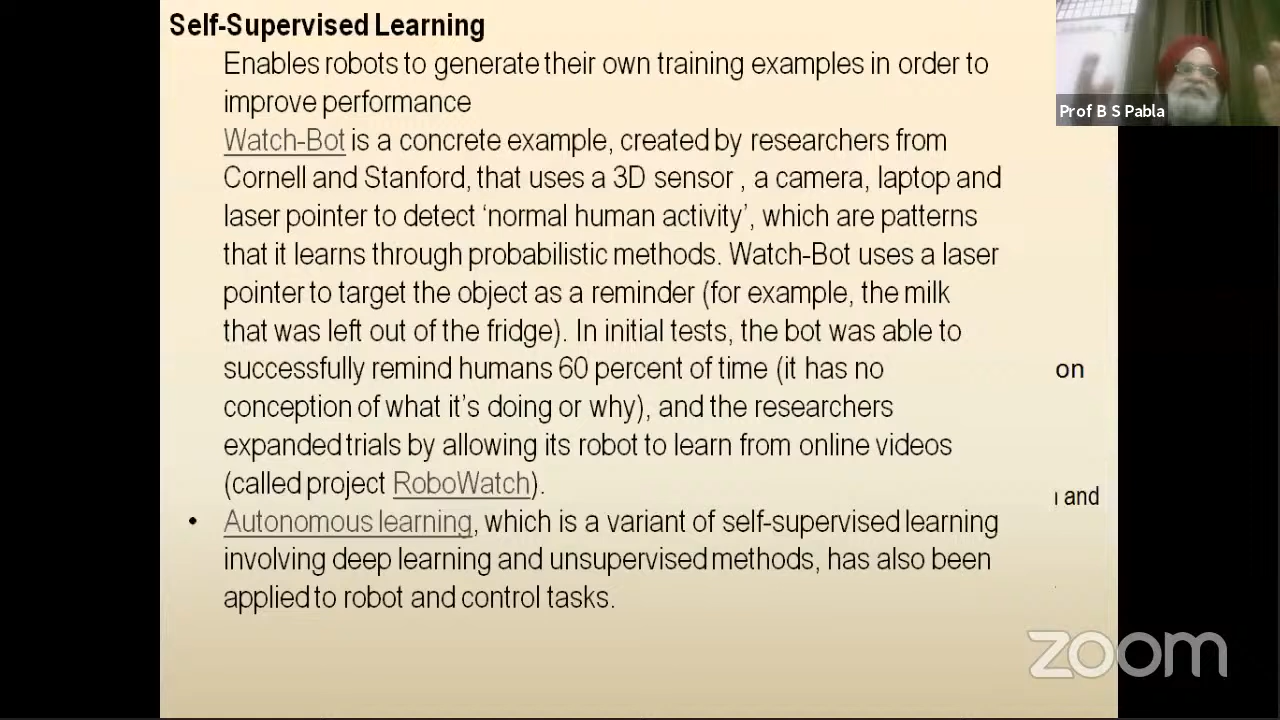 Self-Supervised Learning
Enables robots to generate their own training examples in order to
improve performance
Watch-Bot is a concrete example, created by researchers from
Cornell and Stanford, that uses a 3D sensor , a camera, laptop and
laser pointer to detect ‘normal human activity’, which are patterns
that it learns through probabilistic methods. Watch-Bot uses a laser
pointer to target the object as a reminder (for example, the milk
that was left out of the fridge). In initial tests, the bot was able to
successfully remind humans 60 percent of time (it has no
conception of what it’s doing or why), and the researchers
expanded trials by allowing its robot to learn from online videos
(called project RoboWatch).
• Autonomous learning, which is a variant of self-supervised learning
involving deep learning and unsupervised methods, has also been
applied to robot and control tasks.
Prof B S Pabla
on
and
zoom